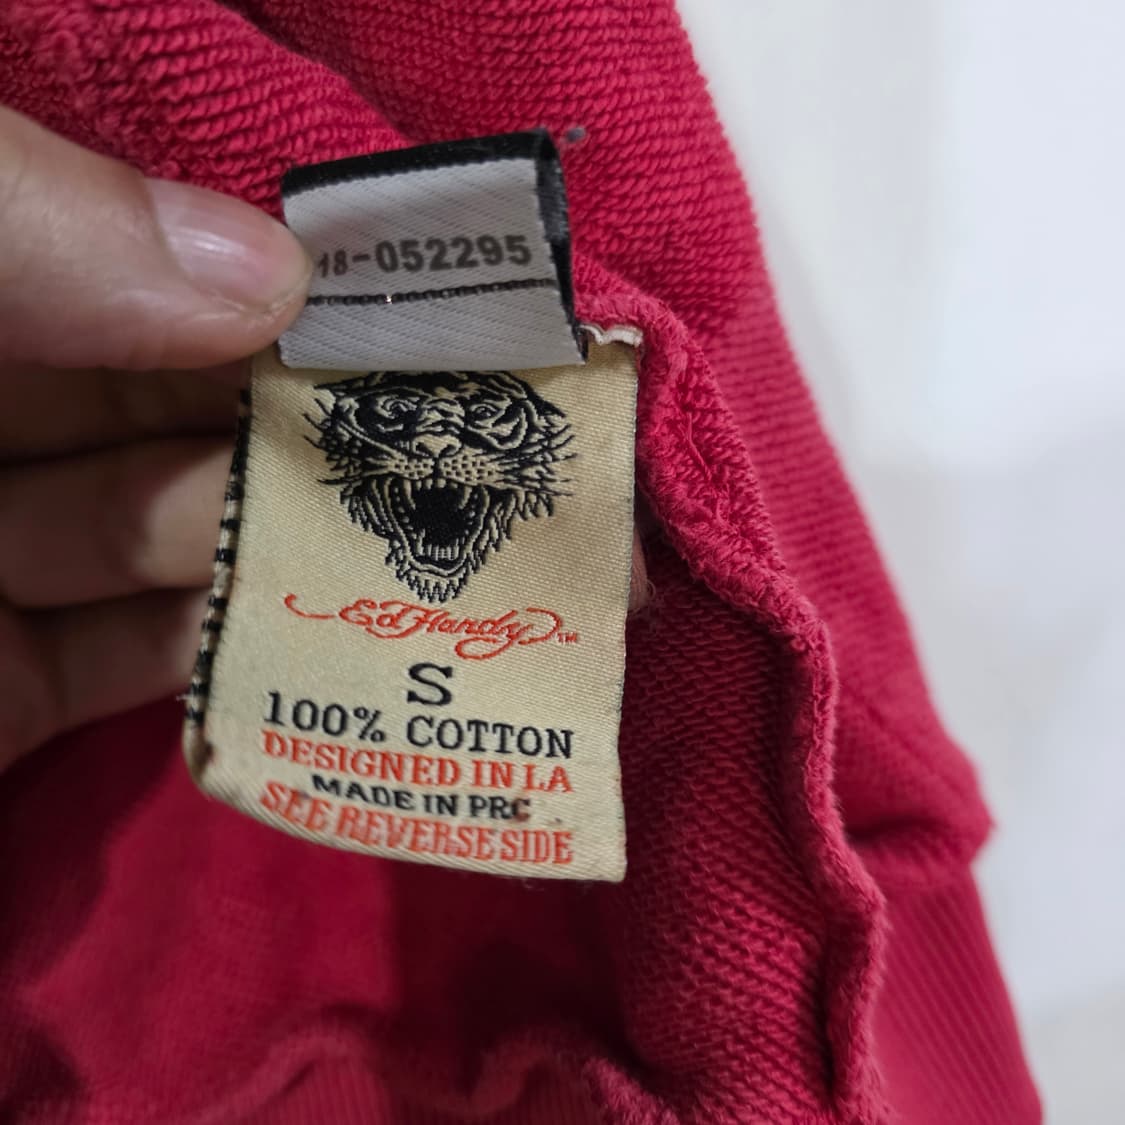 18-052295
Ed Hardy™
S
100% COTTON
DESIGNED IN LA
MADE IN PRC
SEE REVERSE SIDE